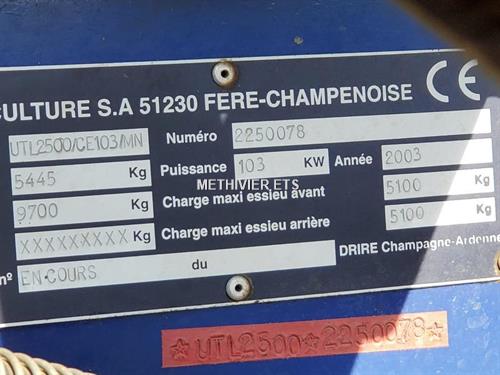 CULTURE S.A 51230 FERE-CHAMPENOISE CE
UTL2500/CE103/MN Numéro 2250078
5445 Kg Puissance 103 KW Année 2003
METHIVIER ETS
9700 Kg Charge maxi essieu avant 5100
XXXXXXXXX Kg Charge maxi essieu arrière 5100
nº EN COURS du DRIRE Champagne-Ardenne
★UTL2500★2250078★